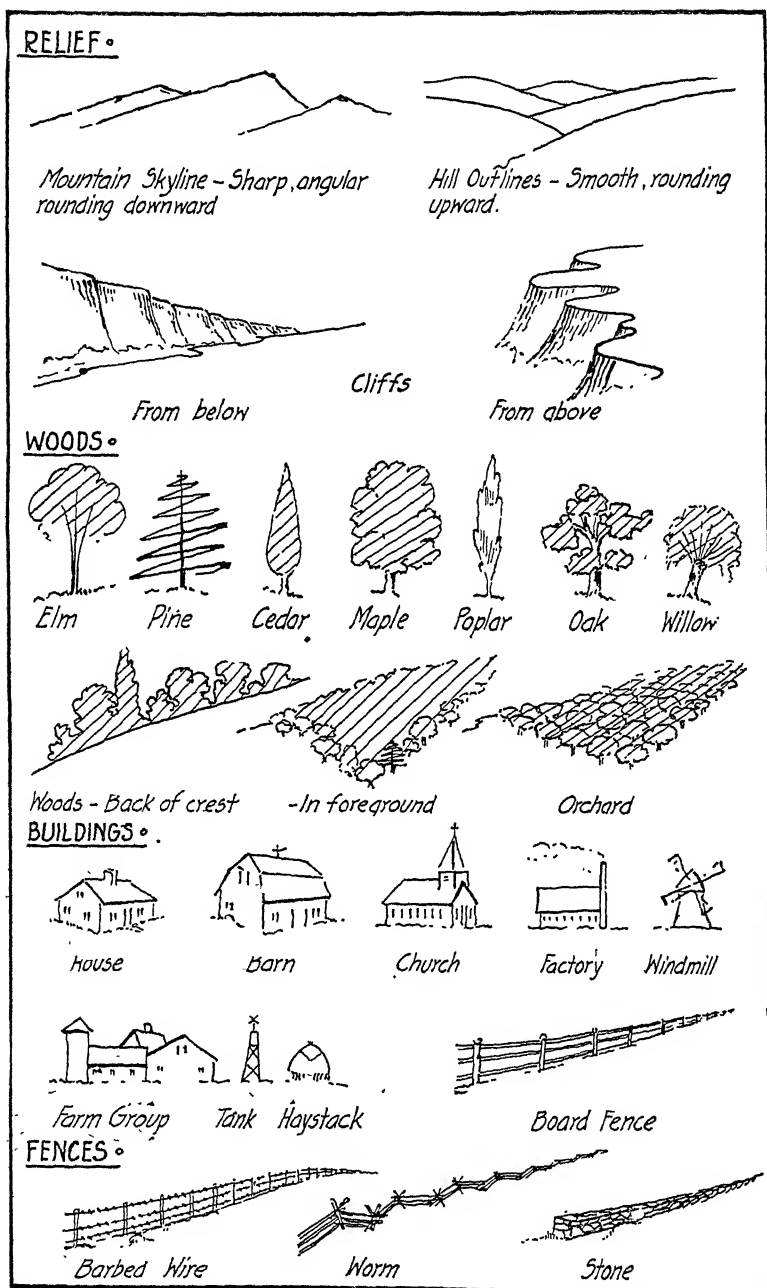 RELIEF.
Mountain Skyline - Sharp, angular
rounding downward
Hill Outlines - Smooth, rounding
upward.
Cliffs
From below
From above
WOODS.
Elm Pine Cedar Maple Poplar Oak Willow
Woods - Back of crest -In foreground Orchard
BUILDINGS.
House Barn Church Factory Windmill
Farm Group Tank Haystack Board Fence
FENCES.
Barbed Wire Worm Stone